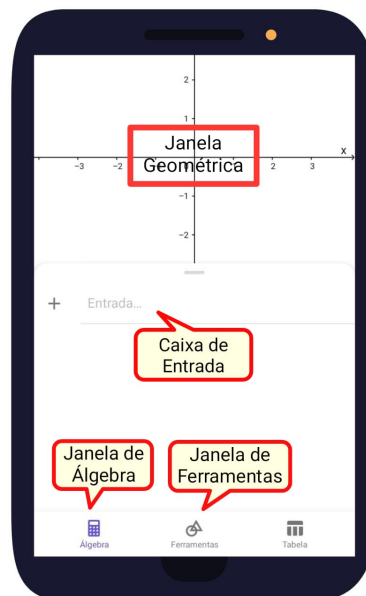 2
1
Janela
Geométrica
x
-3
-2
2
3
-1
-2
+ Entrada...
Caixa de
Entrada
Janela de
Álgebra
Janela de
Ferramentas
Álgebra
Ferramentas
Tabela